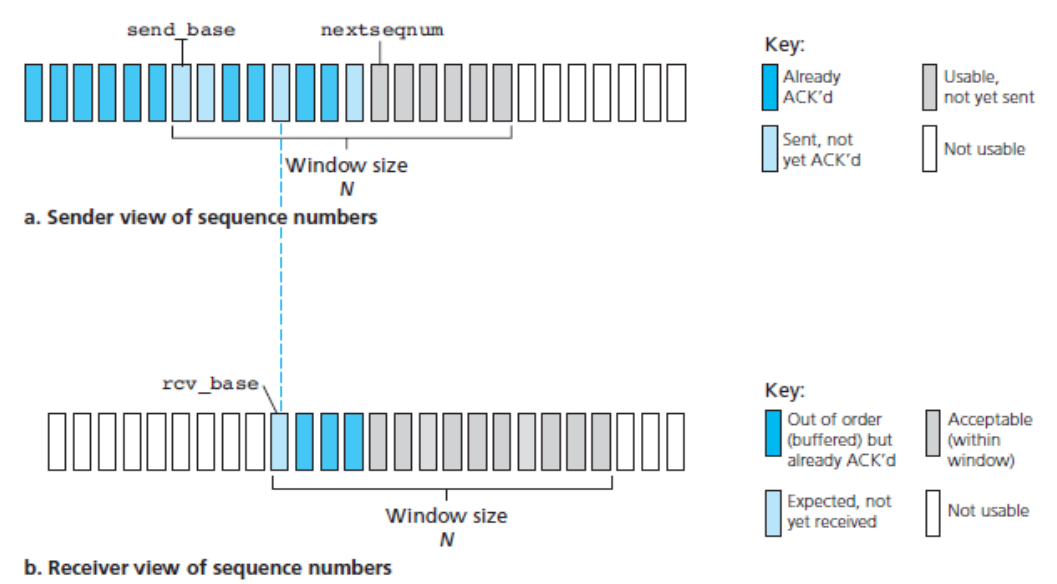 send_base
nextseqnum
Key:
Already
ACK'd
Usable,
not yet sent
Sent, not
yet ACK'd
Not usable
Window size
N
a. Sender view of sequence numbers
rcv_base
Key:
Out of order
(buffered) but
already ACK'd
Acceptable
(within
window)
Expected, not
yet received
Not usable
Window size
N
b. Receiver view of sequence numbers